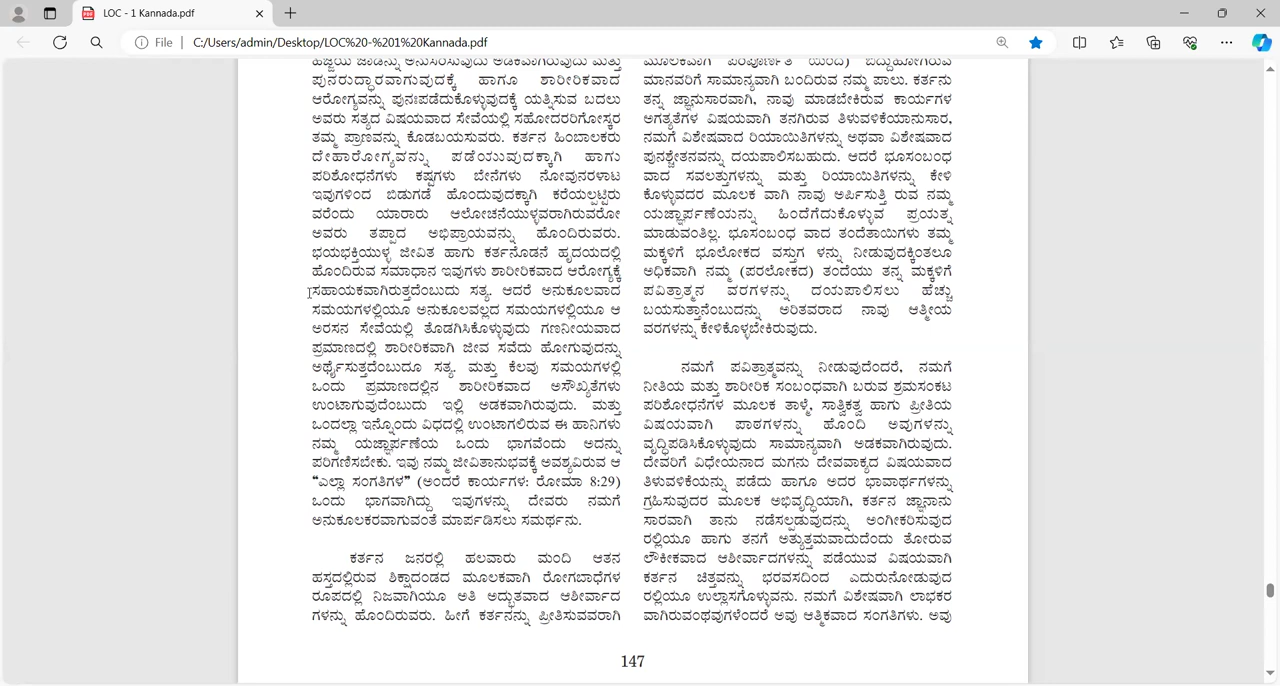 LOC - 1 Kannada.pdf
File
C:/Users/admin/Desktop/LOC%20-%201%20Kannada.pdf
ಹೆಜ್ಜೆಯ ಜಾಡನ್ನು ಅನುಸರಿಸುವುದು ಅಡಕವಾಗಿರುವುದು ಮತ್ತು
ಪುನರುದ್ಧಾರವಾಗುವುದಕ್ಕೆ ಹಾಗೂ ಶಾರೀರಿಕವಾದ
ಆರೋಗ್ಯವನ್ನು ಪುನಃಪಡೆದುಕೊಳ್ಳುವುದಕ್ಕೆ ಯತ್ನಿಸುವ ಬದಲು
ಅವರು ಸತ್ಯದ ವಿಷಯವಾದ ಸೇವೆಯಲ್ಲಿ ಸಹೋದರರಿಗೋಸ್ಕರ
ತಮ್ಮ ಪ್ರಾಣವನ್ನು ಕೊಡಬಯಸುವರು. ಕರ್ತನ ಹಿಂಬಾಲಕರು
ದೇಹಾರೋಗ್ಯವನ್ನು ಪಡೆಯುವುದಕ್ಕಾಗಿ ಹಾಗು
ಪರಿಶೋಧನೆಗಳು ಕಷ್ಟಗಳು ಬೇನೆಗಳು ನೋವುನರಳಾಟ
ಇವುಗಳಿಂದ ಬಿಡುಗಡೆ ಹೊಂದುವುದಕ್ಕಾಗಿ ಕರೆಯಲ್ಪಟ್ಟಿರು
ವರೆಂದು ಯಾರಾರು ಆಲೋಚನೆಯುಳ್ಳವರಾಗಿರುವರೋ
ಅವರು ತಪ್ಪಾದ ಅಭಿಪ್ರಾಯವನ್ನು ಹೊಂದಿರುವರು.
ಭಯಭಕ್ತಿಯುಳ್ಳ ಜೀವಿತ ಹಾಗು ಕರ್ತನೊಡನೆ ಹೃದಯದಲ್ಲಿ
ಹೊಂದಿರುವ ಸಮಾಧಾನ ಇವುಗಳು ಶಾರೀರಿಕವಾದ ಆರೋಗ್ಯಕ್ಕೆ
ಸಹಾಯಕವಾಗಿರುತ್ತದೆಂಬುದು ಸತ್ಯ. ಆದರೆ ಅನುಕೂಲವಾದ
ಸಮಯಗಳಲ್ಲಿಯೂ ಅನುಕೂಲವಲ್ಲದ ಸಮಯಗಳಲ್ಲಿಯೂ ಆ
ಅರಸನ ಸೇವೆಯಲ್ಲಿ ತೊಡಗಿಸಿಕೊಳ್ಳುವುದು ಗಣನೀಯವಾದ
ಪ್ರಮಾಣದಲ್ಲಿ ಶಾರೀರಿಕವಾಗಿ ಜೀವ ಸವೆದು ಹೋಗುವುದನ್ನು
ಅರ್ಥೈಸುತ್ತದೆಂಬುದೂ ಸತ್ಯ. ಮತ್ತು ಕೆಲವು ಸಮಯಗಳಲ್ಲಿ
ಒಂದು ಪ್ರಮಾಣದಲ್ಲಿನ ಶಾರೀರಿಕವಾದ ಅಸೌಖ್ಯತೆಗಳು
ಉಂಟಾಗುವುದೆಂಬುದು ಇಲ್ಲಿ ಅಡಕವಾಗಿರುವುದು. ಮತ್ತು
ಒಂದಲ್ಲಾ ಇನ್ನೊಂದು ವಿಧದಲ್ಲಿ ಉಂಟಾಗಲಿರುವ ಈ ಹಾನಿಗಳು
ನಮ್ಮ ಯಜ್ಞಾರ್ಪಣೆಯ ಒಂದು ಭಾಗವೆಂದು ಅದನ್ನು
ಪರಿಗಣಿಸಬೇಕು. ಇವು ನಮ್ಮ ಜೀವಿತಾನುಭವಕ್ಕೆ ಅವಶ್ಯವಿರುವ ಆ
“ಎಲ್ಲಾ ಸಂಗತಿಗಳ” (ಅಂದರೆ ಕಾರ್ಯಗಳ: ರೋಮಾ 8:29)
ಒಂದು ಭಾಗವಾಗಿದ್ದು ಇವುಗಳನ್ನು ದೇವರು ನಮಗೆ
ಅನುಕೂಲಕರವಾಗುವಂತೆ ಮಾರ್ಪಡಿಸಲು ಸಮರ್ಥನು.
ಕರ್ತನ ಜನರಲ್ಲಿ ಹಲವಾರು ಮಂದಿ ಆತನ
ಹಸ್ತದಲ್ಲಿರುವ ಶಿಕ್ಷಾದಂಡದ ಮೂಲಕವಾಗಿ ರೋಗಬಾಧೆಗಳ
ರೂಪದಲ್ಲಿ ನಿಜವಾಗಿಯೂ ಅತಿ ಅದ್ಭುತವಾದ ಆಶೀರ್ವಾದ
ಗಳನ್ನು ಹೊಂದಿರುವರು. ಹೀಗೆ ಕರ್ತನನ್ನು ಪ್ರೀತಿಸುವವರಾಗಿ
ಮೂಲಕವಾಗಿ ಪರಿಪೂರ್ಣತೆ ಯಿಂದ) ಬಿದ್ದುಹೋಗಿರುವ
ಮಾನವರಿಗೆ ಸಾಮಾನ್ಯವಾಗಿ ಬಂದಿರುವ ನಮ್ಮ ಪಾಲು. ಕರ್ತನು
ತನ್ನ ಜ್ಞಾನುಸಾರವಾಗಿ, ನಾವು ಮಾಡಬೇಕಿರುವ ಕಾರ್ಯಗಳ
ಅಗತ್ಯತೆಗಳ ವಿಷಯವಾಗಿ ತನಗಿರುವ ತಿಳುವಳಿಕೆಯಾನುಸಾರ,
ನಮಗೆ ವಿಶೇಷವಾದ ರಿಯಾಯಿತಿಗಳನ್ನು ಅಥವಾ ವಿಶೇಷವಾದ
ಪುನಶ್ಚೇತನವನ್ನು ದಯಪಾಲಿಸಬಹುದು. ಆದರೆ ಭೂಸಂಬಂಧ
ವಾದ ಸವಲತ್ತುಗಳನ್ನು ಮತ್ತು ರಿಯಾಯಿತಿಗಳನ್ನು ಕೇಳಿ
ಕೊಳ್ಳುವದರ ಮೂಲಕ ವಾಗಿ ನಾವು ಅರ್ಪಿಸುತ್ತಿ ರುವ ನಮ್ಮ
ಯಜ್ಞಾರ್ಪಣೆಯನ್ನು ಹಿಂದೆಗೆದುಕೊಳ್ಳುವ ಪ್ರಯತ್ನ
ಮಾಡುವಂತಿಲ್ಲ. ಭೂಸಂಬಂಧ ವಾದ ತಂದೆತಾಯಿಗಳು ತಮ್ಮ
ಮಕ್ಕಳಿಗೆ ಭೂಲೋಕದ ವಸ್ತುಗ ಳನ್ನು ನೀಡುವುದಕ್ಕಿಂತಲೂ
ಅಧಿಕವಾಗಿ ನಮ್ಮ (ಪರಲೋಕದ) ತಂದೆಯು ತನ್ನ ಮಕ್ಕಳಿಗೆ
ಪವಿತ್ರಾತ್ಮನ ವರಗಳನ್ನು ದಯಪಾಲಿಸಲು ಹೆಚ್ಚು
ಬಯಸುತ್ತಾನೆಂಬುದನ್ನು ಅರಿತವರಾದ ನಾವು ಆತ್ಮೀಯ
ವರಗಳನ್ನು ಕೇಳಿಕೊಳ್ಳಬೇಕಿರುವುದು.
ನಮಗೆ ಪವಿತ್ರಾತ್ಮವನ್ನು ನೀಡುವುದೆಂದರೆ, ನಮಗೆ
ನೀತಿಯ ಮತ್ತು ಶಾರೀರಿಕ ಸಂಬಂಧವಾಗಿ ಬರುವ ಶ್ರಮಸಂಕಟ
ಪರಿಶೋಧನೆಗಳ ಮೂಲಕ ತಾಳ್ಮೆ, ಸಾತ್ವಿಕತ್ವ ಹಾಗು ಪ್ರೀತಿಯ
ವಿಷಯವಾಗಿ ಪಾಠಗಳನ್ನು ಹೊಂದಿ ಅವುಗಳನ್ನು
ವೃದ್ಧಿಪಡಿಸಿಕೊಳ್ಳುವುದು ಸಾಮಾನ್ಯವಾಗಿ ಅಡಕವಾಗಿರುವುದು.
ದೇವರಿಗೆ ವಿಧೇಯನಾದ ಮಗನು ದೇವವಾಕ್ಯದ ವಿಷಯವಾದ
ತಿಳುವಳಿಕೆಯನ್ನು ಪಡೆದು ಹಾಗೂ ಅದರ ಭಾವಾರ್ಥಗಳನ್ನು
ಗ್ರಹಿಸುವುದರ ಮೂಲಕ ಅಭಿವೃದ್ಧಿಯಾಗಿ, ಕರ್ತನ ಜ್ಞಾನಾನು
ಸಾರವಾಗಿ ತಾನು ನಡೆಸಲ್ಪಡುವುದನ್ನು ಅಂಗೀಕರಿಸುವುದ
ರಲ್ಲಿಯೂ ಹಾಗು ತನಗೆ ಅತ್ಯುತ್ತಮವಾದುದೆಂದು ತೋರುವ
ಲೌಕೀಕವಾದ ಆಶೀರ್ವಾದಗಳನ್ನು ಪಡೆಯುವ ವಿಷಯವಾಗಿ
ಕರ್ತನ ಚಿತ್ತವನ್ನು ಭರವಸದಿಂದ ಎದುರುನೋಡುವುದ
ರಲ್ಲಿಯೂ ಉಲ್ಲಾಸಗೊಳ್ಳುವನು. ನಮಗೆ ವಿಶೇಷವಾಗಿ ಲಾಭಕರ
ವಾಗಿರುವಂಥವುಗಳೆಂದರೆ ಅವು ಆತ್ಮಿಕವಾದ ಸಂಗತಿಗಳು. ಅವು
147